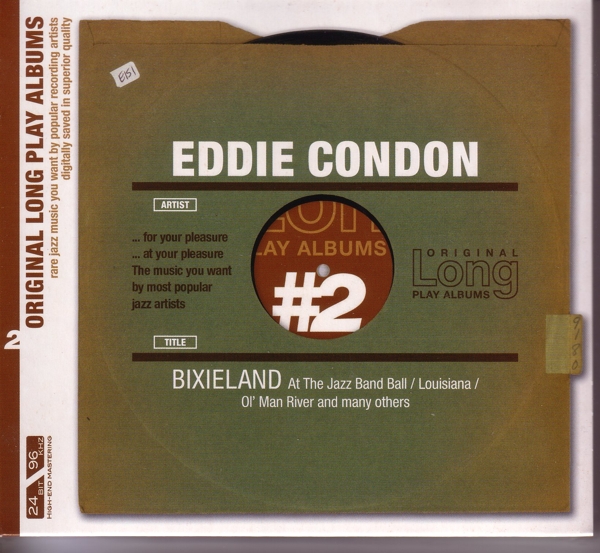 ORIGINAL LONG PLAY ALBUMS
rare jazz music you want by popular recording artists
digitally saved in superior quality
2
24 BIT
96 KHZ
HIGH-END MASTERING
E151
EDDIE CONDON
ARTIST
... for your pleasure
... at your pleasure
The music you want
by most popular
jazz artists
LAY ALBUMS
#2
ORIGINAL
Long
PLAY ALBUMS
TITLE
BIXIELAND At The Jazz Band Ball / Louisiana /
Ol' Man River and many others